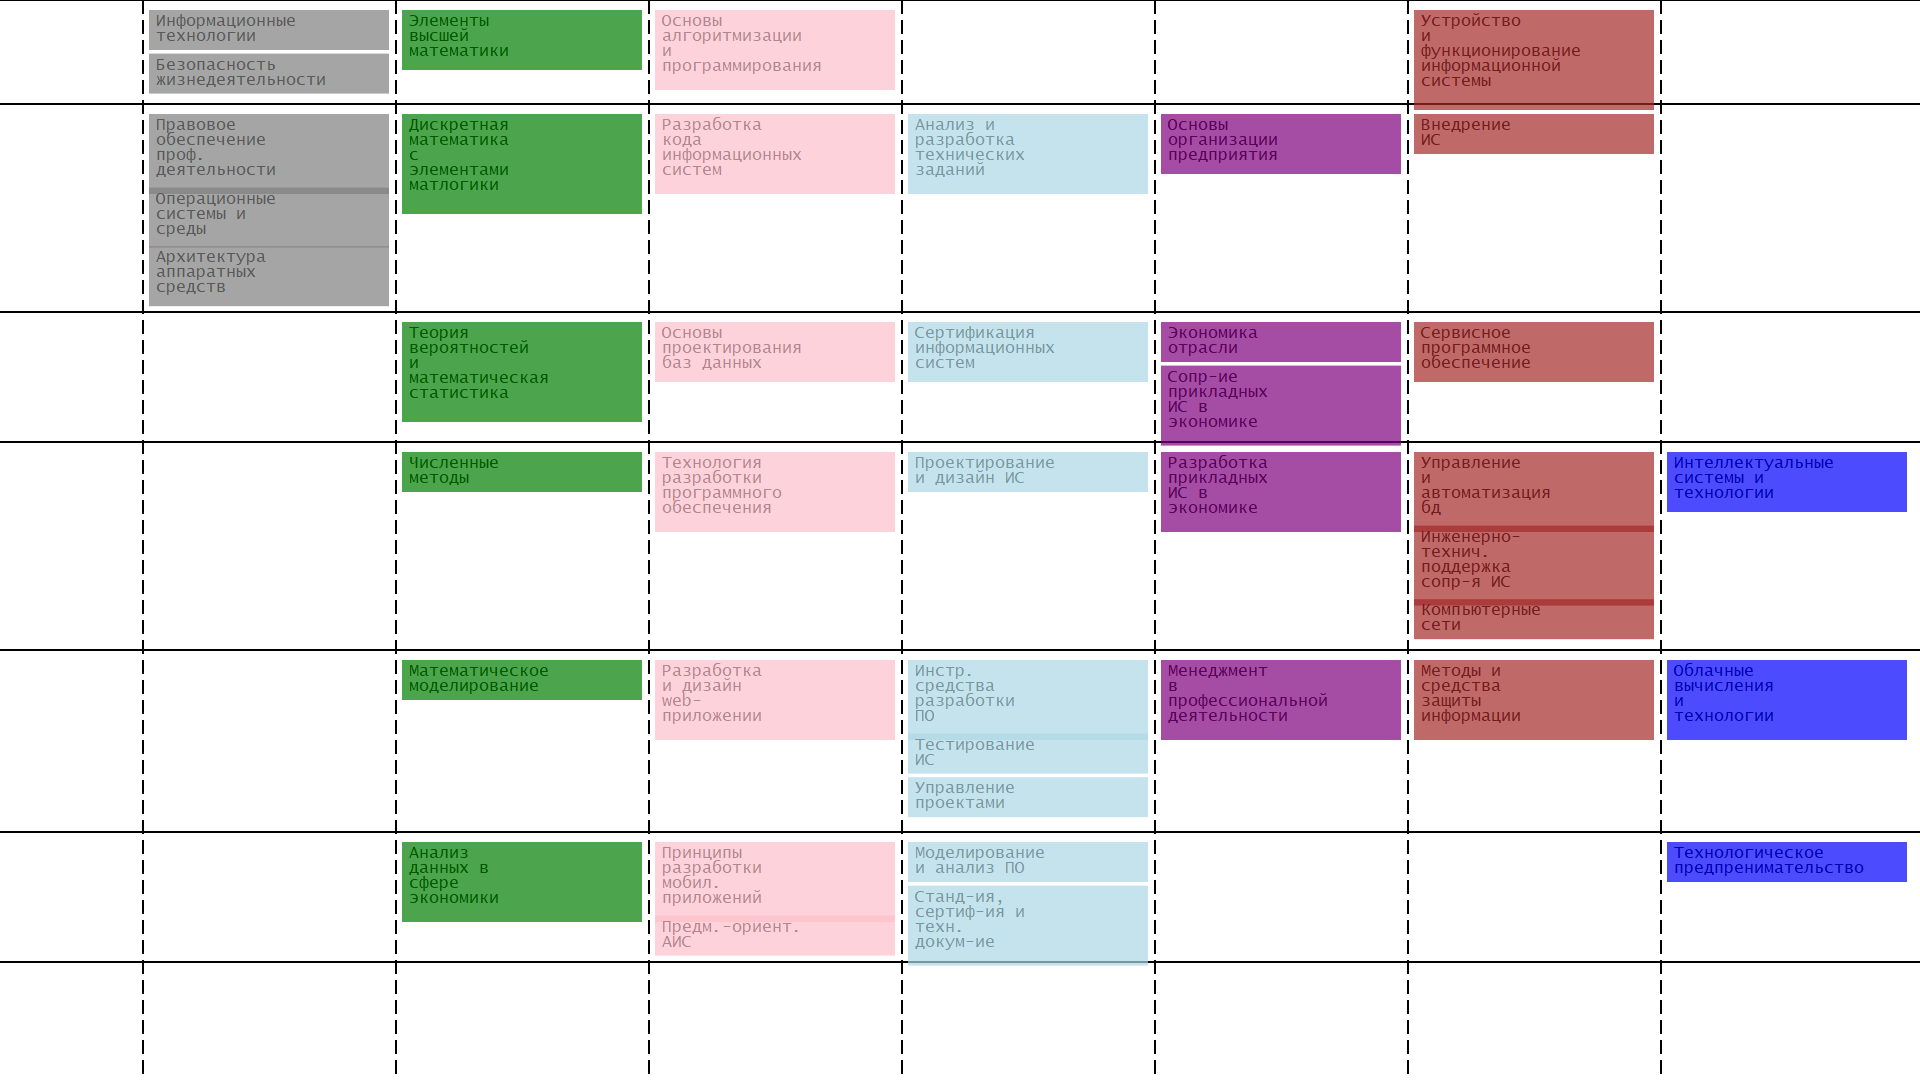 Информационные
технологии
Безопасность
жизнедеятельности
Элементы
высшей
математики
Основы
алгоритмизации
и
программирования
Устройство
и
функционирование
информационной
системы
Правовое
обеспечение
проф.
деятельности
Операционные
системы и
среды
Архитектура
аппаратных
средств
Дискретная
математика
с
элементами
матлогики
Разработка
кода
информационных
систем
Анализ и
разработка
технических
заданий
Основы
организации
предприятия
Внедрение
ИС
Теория
вероятностей
и
математическая
статистика
Основы
проектирования
баз данных
Сертификация
информационных
систем
Экономика
отрасли
Сопр-ие
прикладных
ИС в
экономике
Сервисное
программное
обеспечение
Численные
методы
Технология
разработки
программного
обеспечения
Проектирование
и дизайн ИС
Разработка
прикладных
ИС в
экономике
Управление
и
автоматизация
бд
Инженерно-
технич.
поддержка
сопр-я ИС
Компьютерные
сети
Интеллектуальные
системы и
технологии
Математическое
моделирование
Разработка
и дизайн
web-
приложении
Инстр.
средства
разработки
ПО
Тестирование
ИС
Управление
проектами
Менеджмент
в
профессиональной
деятельности
Методы и
средства
защиты
информации
Облачные
вычисления
и
технологии
Анализ
данных в
сфере
экономики
Принципы
разработки
мобил.
приложений
Предм.-ориент.
АИС
Моделирование
и анализ ПО
Станд-ия,
сертиф-ия и
техн.
докум-ие
Технологическое
предпренимательство